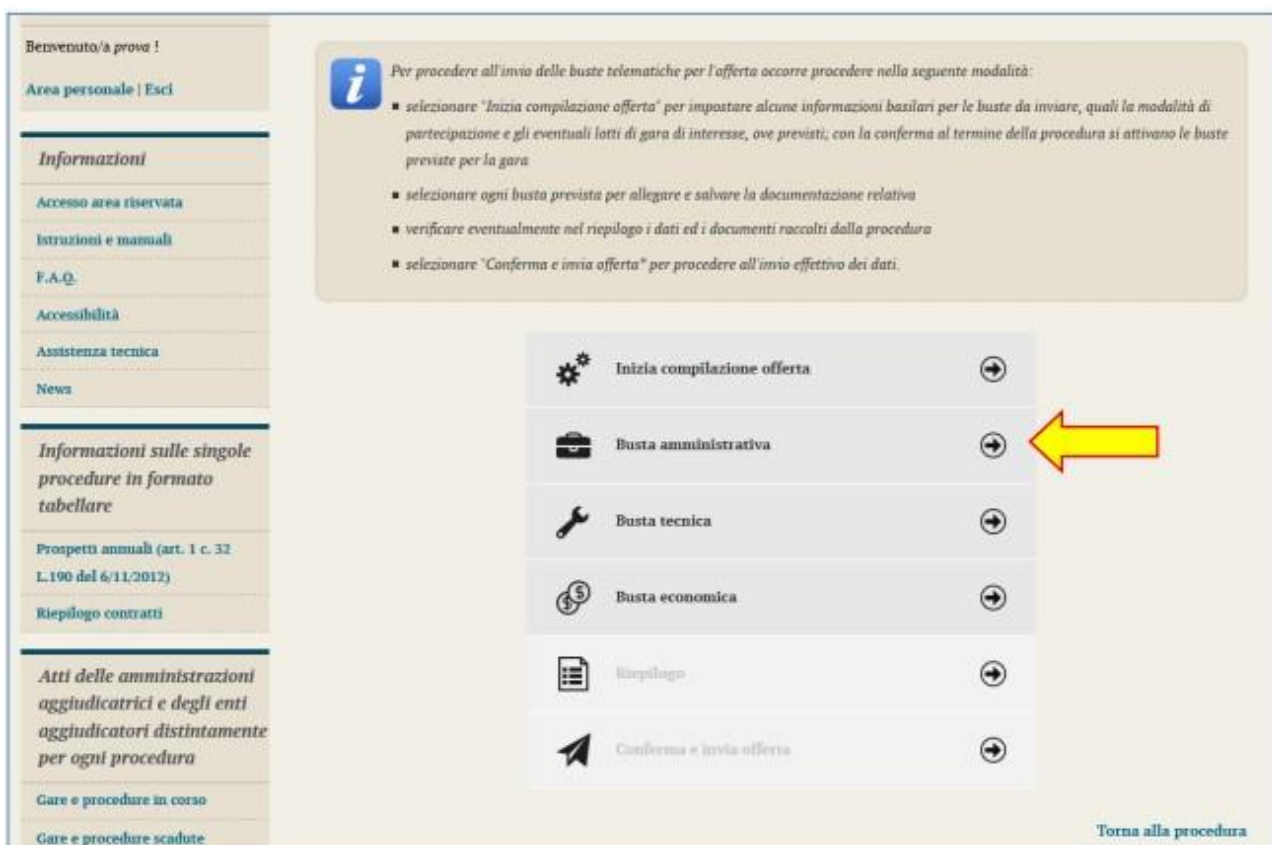 Benvenuto/a prova !
Area personale | Esci
Informazioni
Accesso area riservata
Istruzioni e manuali
F.A.Q.
Accessibilità
Assistenza tecnica
News
Informazioni sulle singole
procedure in formato
tabellare
Prospetti annuali (art. 1 c. 32
L.190 del 6/11/2012)
Riepilogo contratti
Atti delle amministrazioni
aggiudicatrici e degli enti
aggiudicatori distintamente
per ogni procedura
Gare e procedure in corso
Gare e procedure scadute
Per procedere all'invio delle buste telematiche per l'offerta occorre procedere nella seguente modalità:
▪ selezionare "Inizia compilazione offerta" per impostare alcune informazioni basilari per le buste da inviare, quali la modalità di
partecipazione e gli eventuali lotti di gara di interesse, ove previsti; con la conferma al termine della procedura si attivano le buste
previste per la gara
▪ selezionare ogni busta prevista per allegare e salvare la documentazione relativa
▪ verificare eventualmente nel riepilogo i dati ed i documenti raccolti dalla procedura
▪ selezionare "Conferma e invia offerta" per procedere all'invio effettivo dei dati.
Inizia compilazione offerta
Busta amministrativa
Busta tecnica
Busta economica
Riepilogo
Conferma e invia offerta
Torna alla procedura